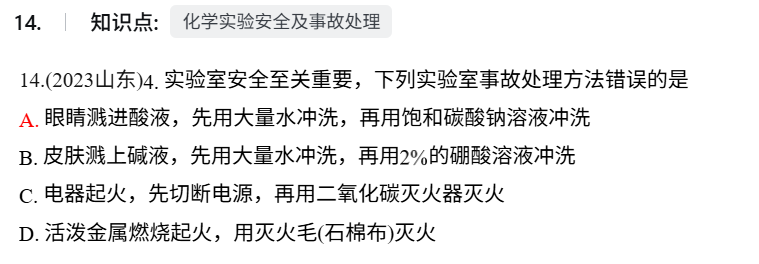 14. 知识点: 化学实验安全及事故处理
14.(2023山东)4. 实验室安全至关重要，下列实验室事故处理方法错误的是
A. 眼睛溅进酸液，先用大量水冲洗，再用饱和碳酸钠溶液冲洗
B. 皮肤溅上碱液，先用大量水冲洗，再用2%的硼酸溶液冲洗
C. 电器起火，先切断电源，再用二氧化碳灭火器灭火
D. 活泼金属燃烧起火，用灭火毛(石棉布)灭火